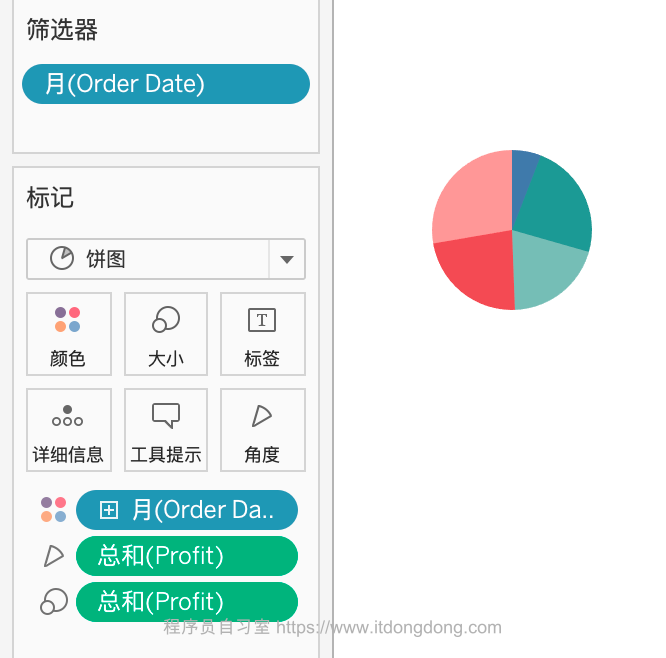 筛选器
月(Order Date)
标记
饼图
颜色
大小
标签
详细信息
工具提示
角度
月(Order Da..
总和(Profit)
总和(Profit)
程序员自习室 https://www.itdongdong.com